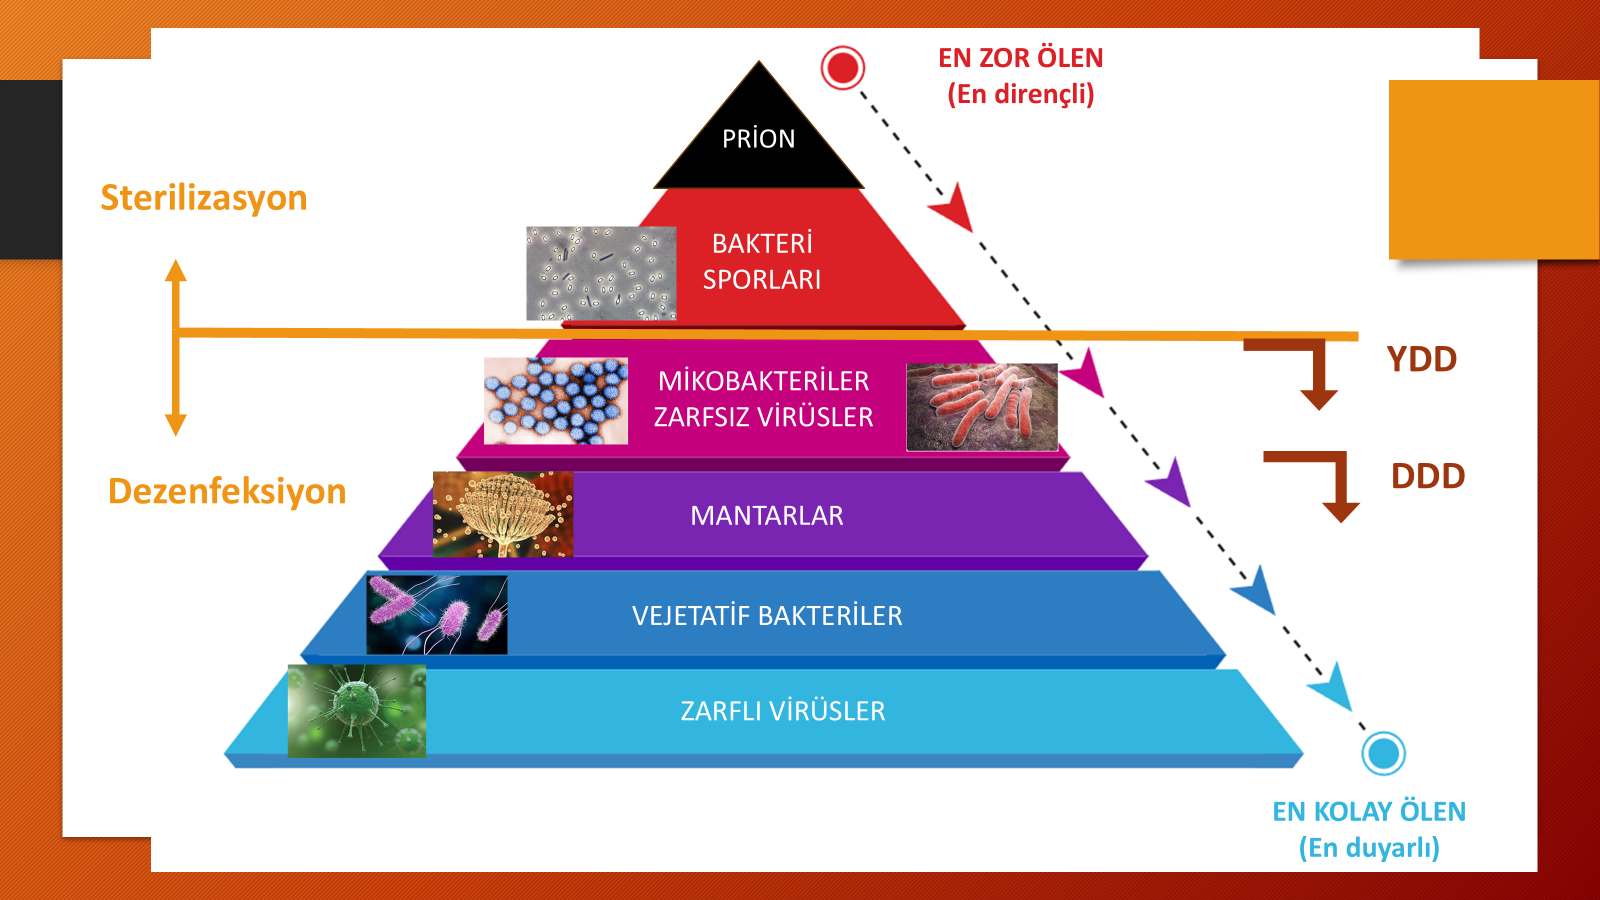 EN ZOR ÖLEN
(En dirençli)
PRİON
Sterilizasyon
BAKTERİ
SPORLARI
YDD
MİKOBAKTERİLER
ZARFSIZ VİRÜSLER
DDD
Dezenfeksiyon
MANTARLAR
VEJETATİF BAKTERİLER
ZARFLI VİRÜSLER
EN KOLAY ÖLEN
(En duyarlı)